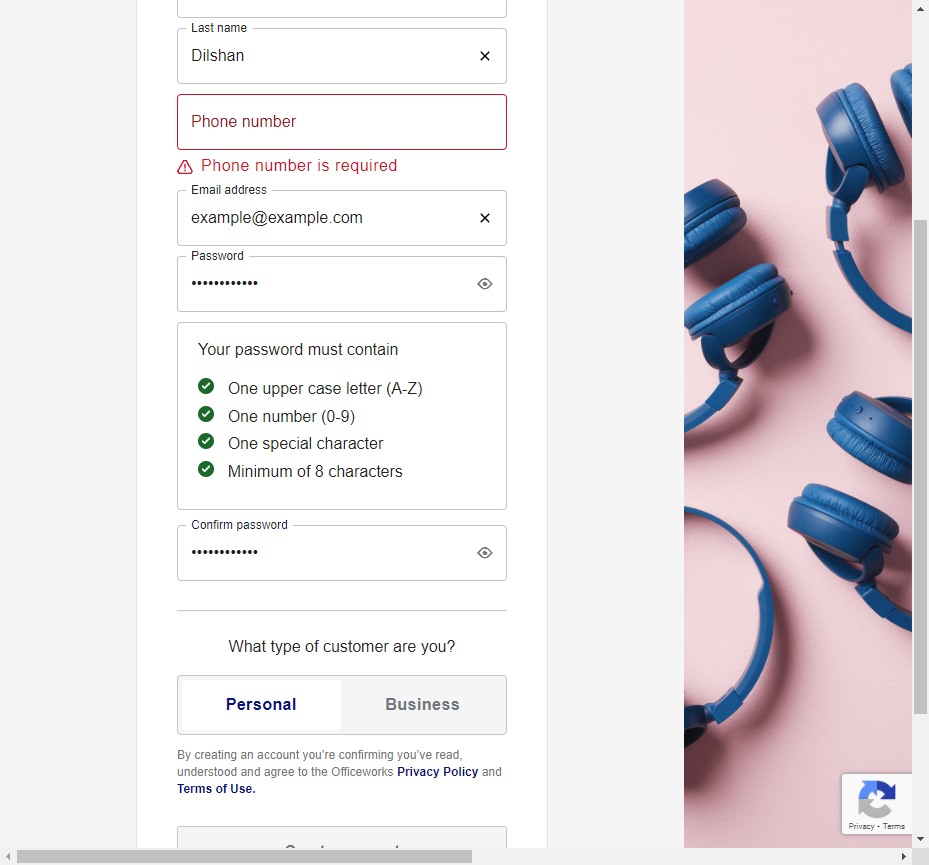 Last name
Dilshan
Phone number
Phone number is required
Email address
example@example.com
Password
••••••••••••
Your password must contain
One upper case letter (A-Z)
One number (0-9)
One special character
Minimum of 8 characters
Confirm password
••••••••••••
What type of customer are you?
Personal
Business
By creating an account you’re confirming you’ve read,
understood and agree to the Officeworks Privacy Policy and
Terms of Use.
Privacy - Terms